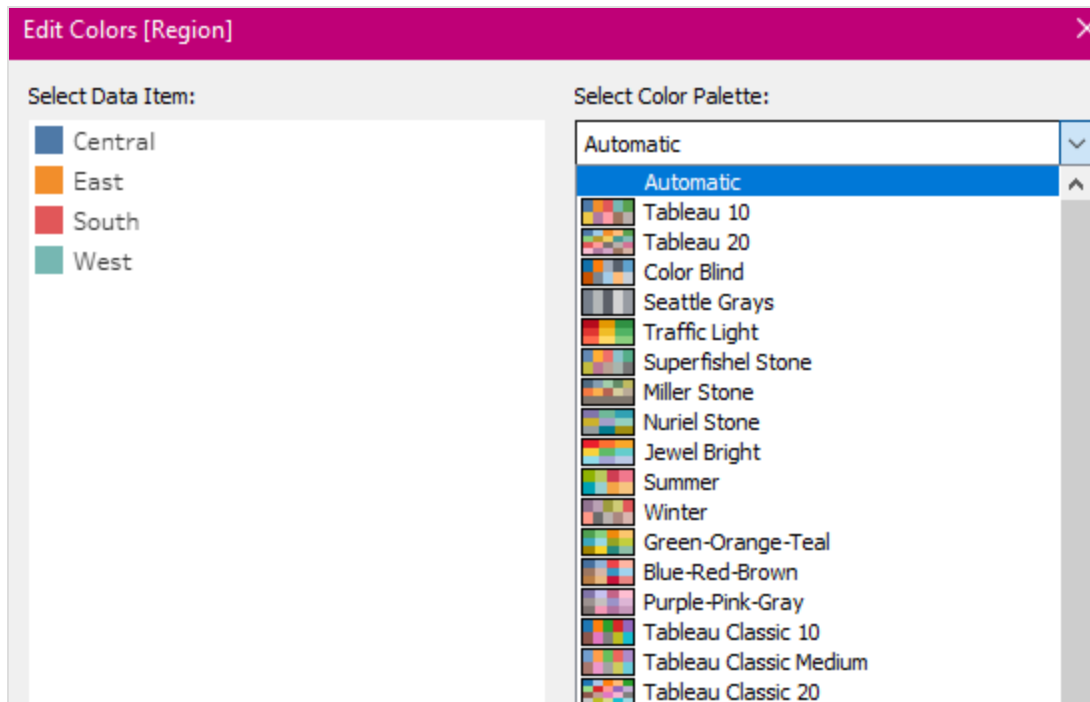 Edit Colors [Region]
Select Data Item:
Central
East
South
West
Select Color Palette:
Automatic
Automatic
Tableau 10
Tableau 20
Color Blind
Seattle Grays
Traffic Light
Superfishel Stone
Miller Stone
Nuriel Stone
Jewel Bright
Summer
Winter
Green-Orange-Teal
Blue-Red-Brown
Purple-Pink-Gray
Tableau Classic 10
Tableau Classic Medium
Tableau Classic 20